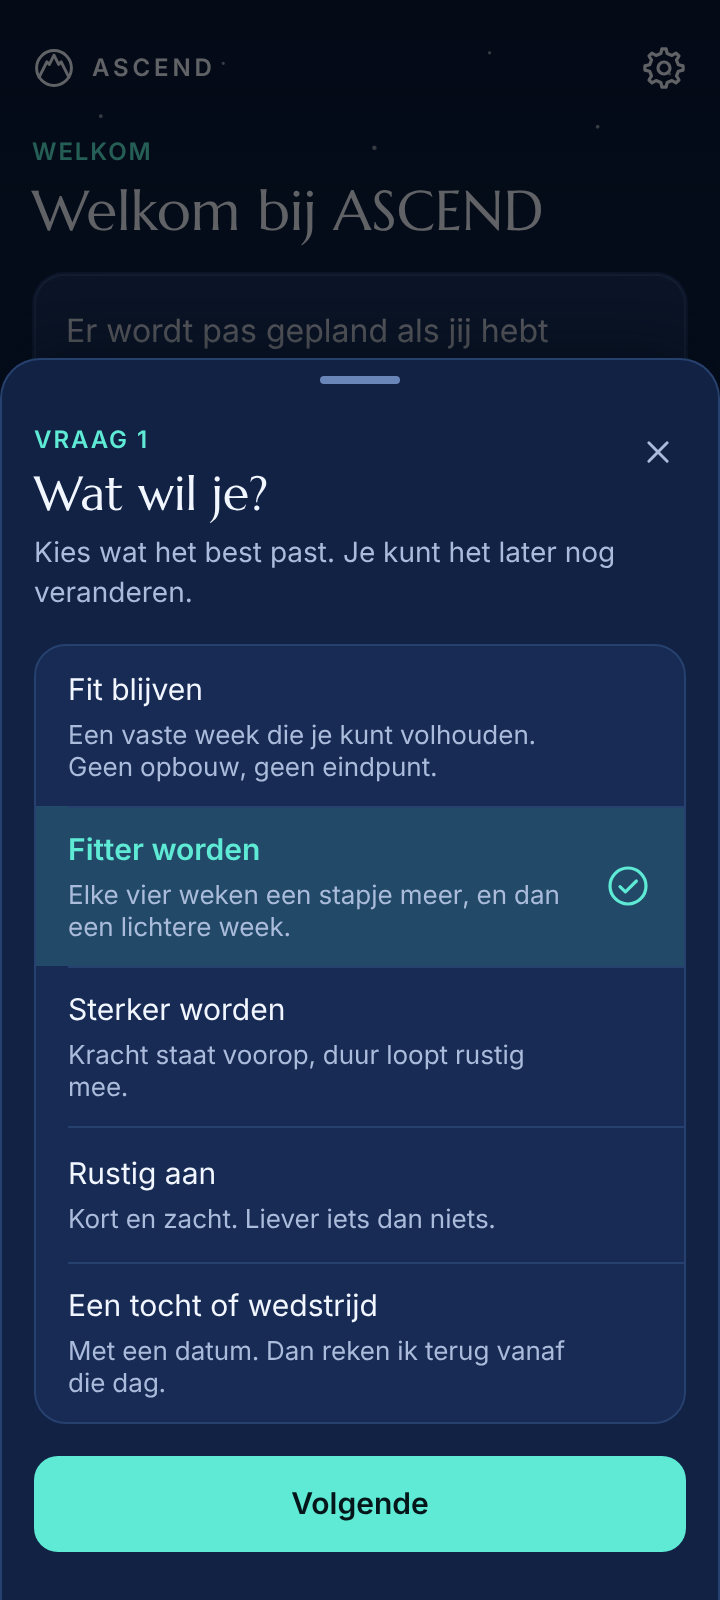 ASCEND
WELKOM
Welkom bij ASCEND
Er wordt pas gepland als jij hebt
VRAAG 1
Wat wil je?
Kies wat het best past. Je kunt het later nog
veranderen.
Fit blijven
Een vaste week die je kunt volhouden.
Geen opbouw, geen eindpunt.
Fitter worden
Elke vier weken een stapje meer, en dan
een lichtere week.
Sterker worden
Kracht staat voorop, duur loopt rustig
mee.
Rustig aan
Kort en zacht. Liever iets dan niets.
Een tocht of wedstrijd
Met een datum. Dan reken ik terug vanaf
die dag.
Volgende